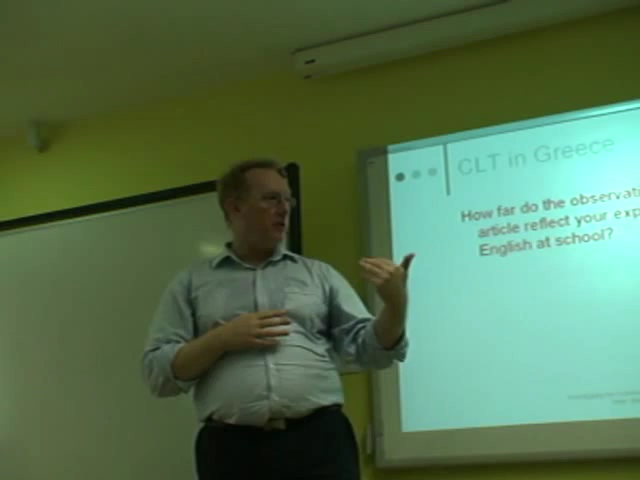 CLT in Greece
How far do the observati
article reflect your exp
English at school?